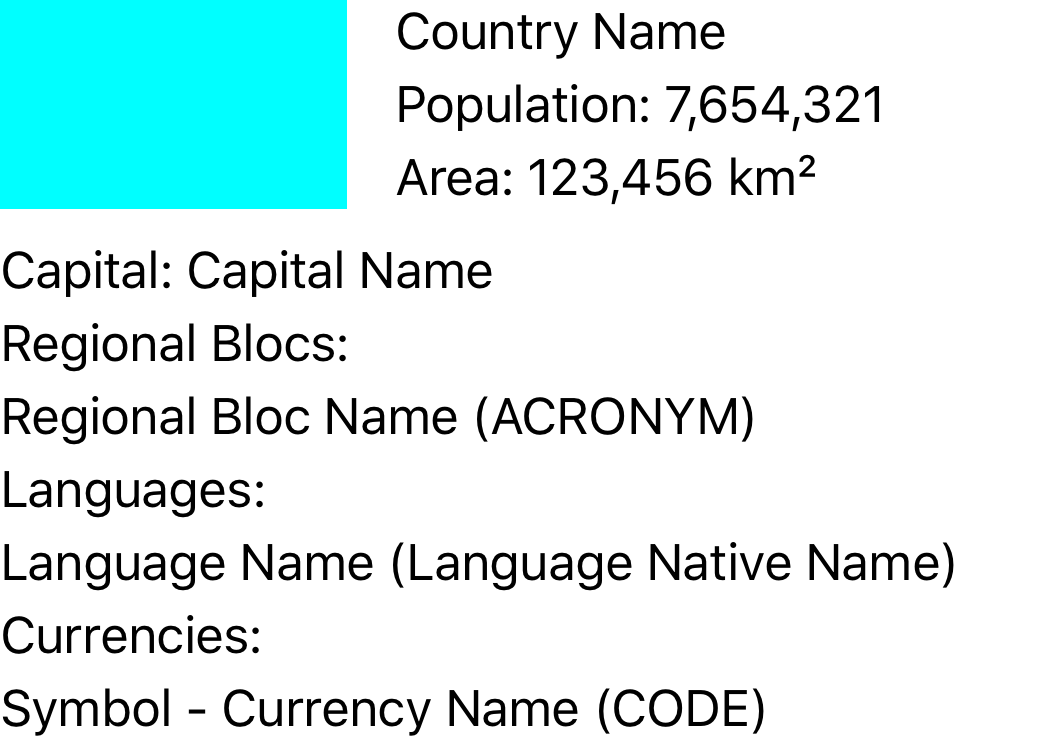 Country Name
Population: 7,654,321
Area: 123,456 km²
Capital: Capital Name
Regional Blocs:
Regional Bloc Name (ACRONYM)
Languages:
Language Name (Language Native Name)
Currencies:
Symbol - Currency Name (CODE)